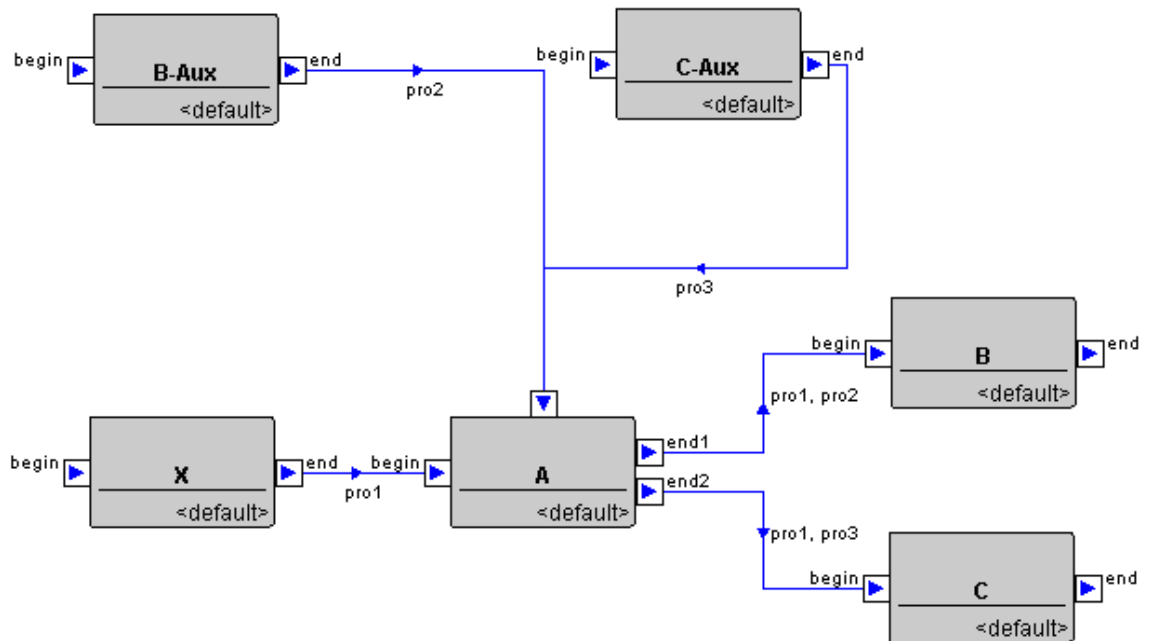 begin
B-Aux
<default>
end
pro2
begin
C-Aux
<default>
end
pro3
begin
X
<default>
end
pro1
begin
A
<default>
end1
end2
pro1, pro2
begin
B
<default>
end
pro1, pro3
begin
C
<default>
end